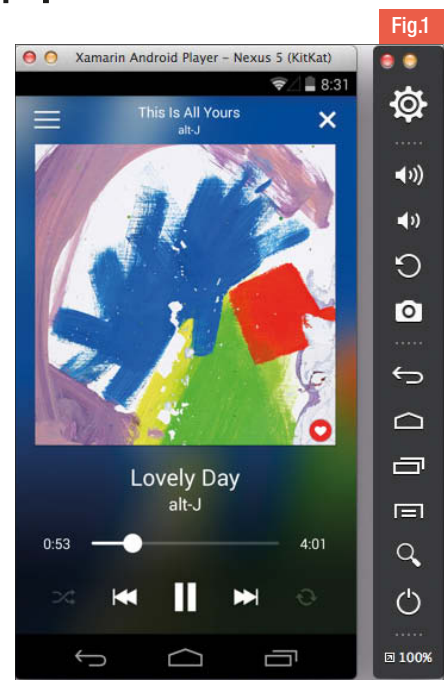 Fig.1
Xamarin Android Player – Nexus 5 (KitKat)
8:31
This Is All Yours
alt-J
Lovely Day
alt-J
0:53
4:01
100%